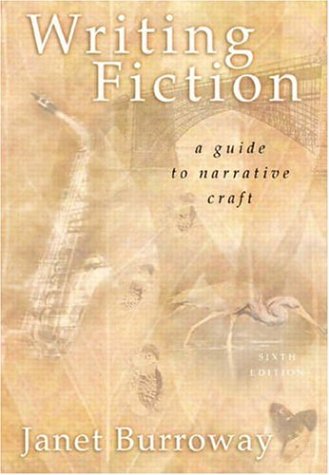 Writing
Fiction
a guide
to narrative
craft
SIXTH
EDITION
Janet Burroway